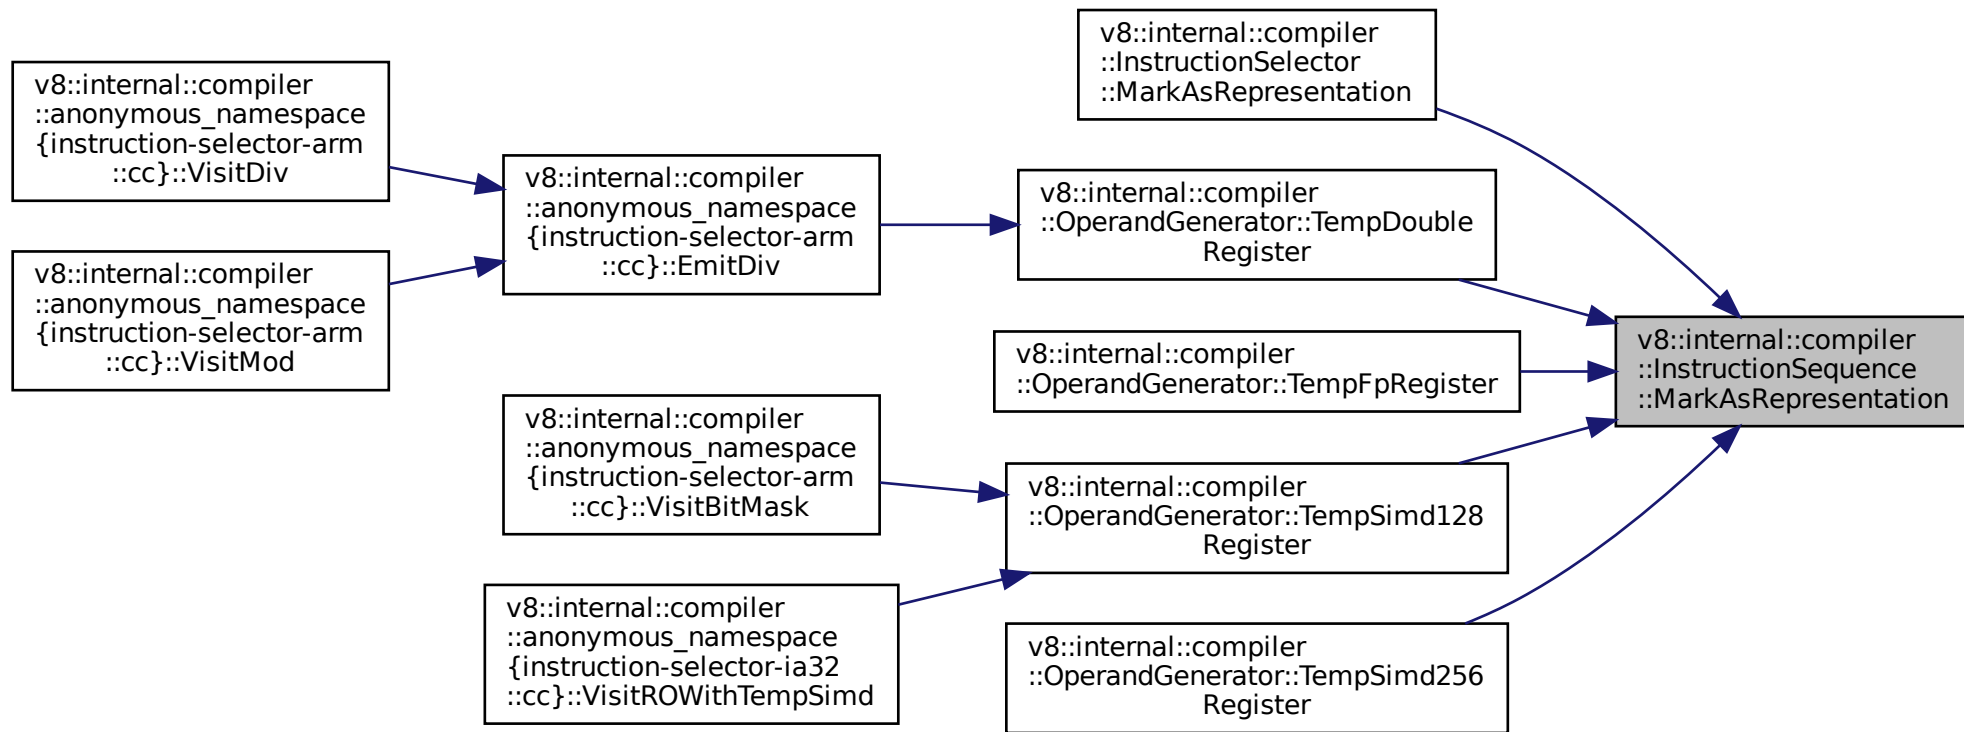 v8::internal::compiler
::anonymous_namespace
{instruction-selector-arm
::cc}::VisitDiv
v8::internal::compiler
::anonymous_namespace
{instruction-selector-arm
::cc}::VisitMod
v8::internal::compiler
::anonymous_namespace
{instruction-selector-arm
::cc}::EmitDiv
v8::internal::compiler
::anonymous_namespace
{instruction-selector-arm
::cc}::VisitBitMask
v8::internal::compiler
::anonymous_namespace
{instruction-selector-ia32
::cc}::VisitROWithTempSimd
v8::internal::compiler
::InstructionSelector
::MarkAsRepresentation
v8::internal::compiler
::OperandGenerator::TempDouble
Register
v8::internal::compiler
::OperandGenerator::TempFpRegister
v8::internal::compiler
::OperandGenerator::TempSimd128
Register
v8::internal::compiler
::OperandGenerator::TempSimd256
Register
v8::internal::compiler
::InstructionSequence
::MarkAsRepresentation